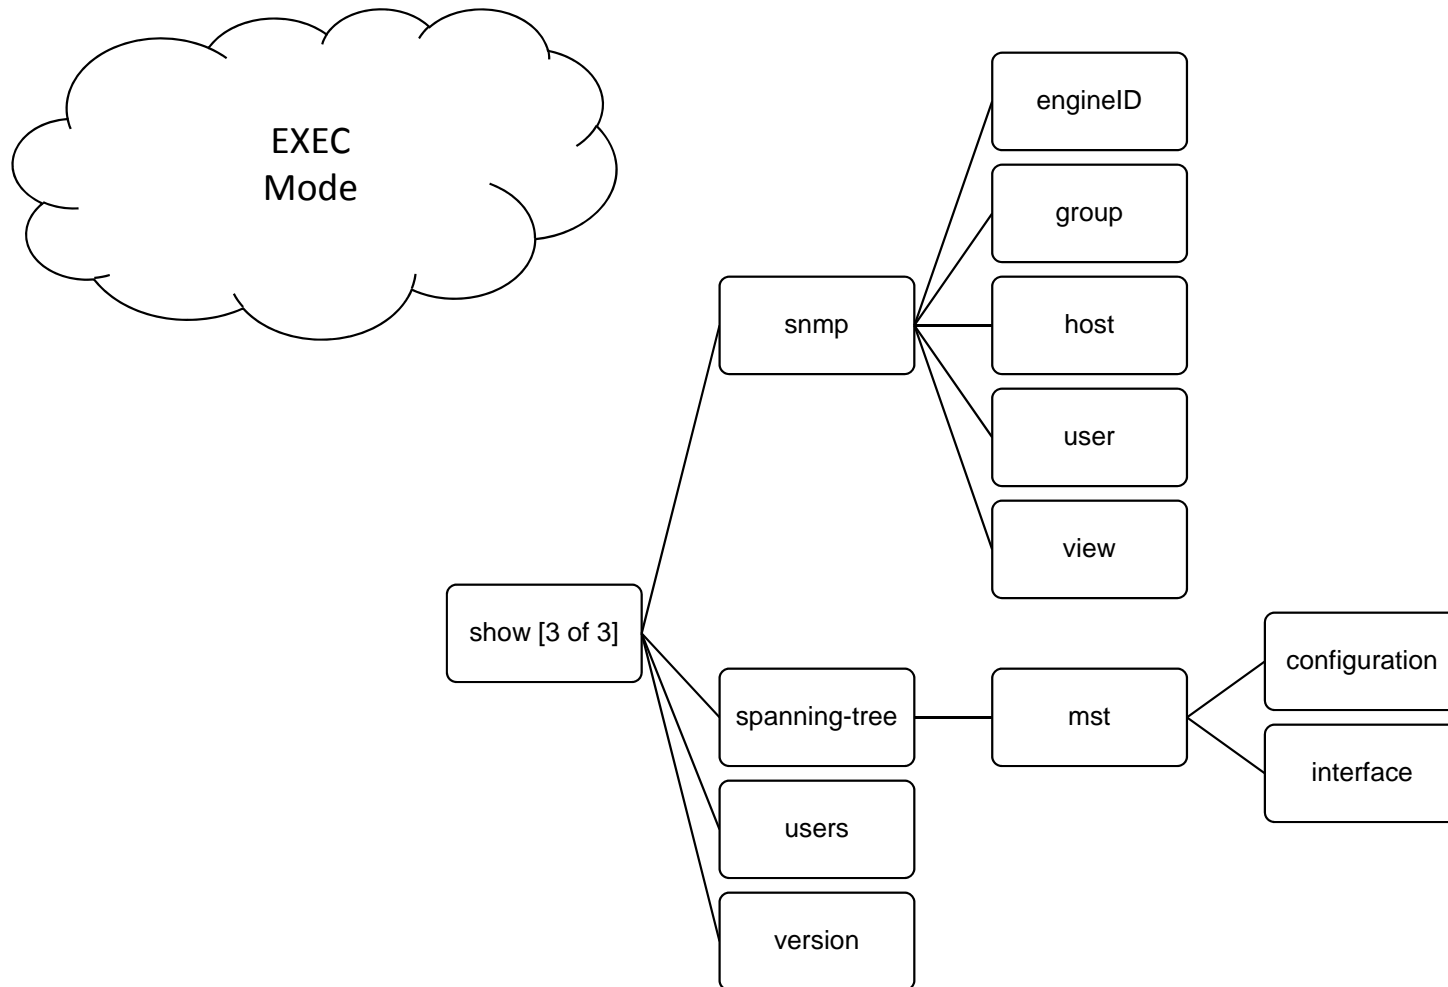 EXEC
Mode
engineID
group
snmp
host
user
view
show [3 of 3]
spanning-tree
mst
configuration
interface
users
version